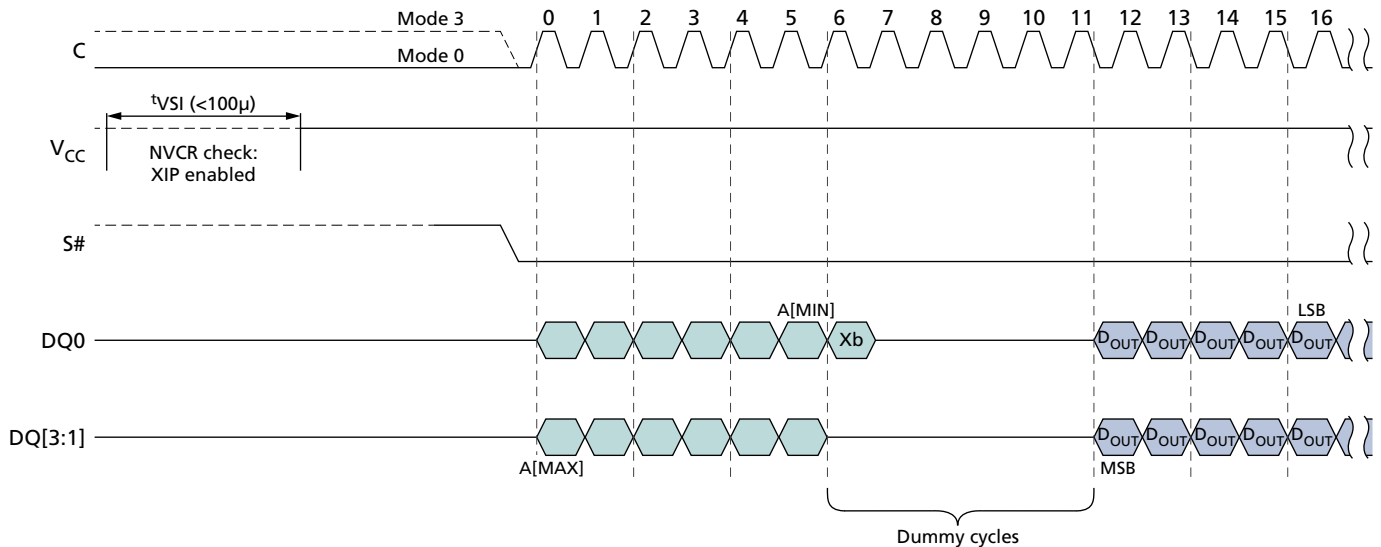 Mode 3
0 1 2 3 4 5 6 7 8 9 10 11 12 13 14 15 16
C
Mode 0
tVSI (<100µ)
VCC
NVCR check:
XIP enabled
S#
A[MIN]
LSB
DQ0
Xb
DOUT DOUT DOUT DOUT DOUT
DQ[3:1]
DOUT DOUT DOUT DOUT DOUT
A[MAX]
MSB
Dummy cycles